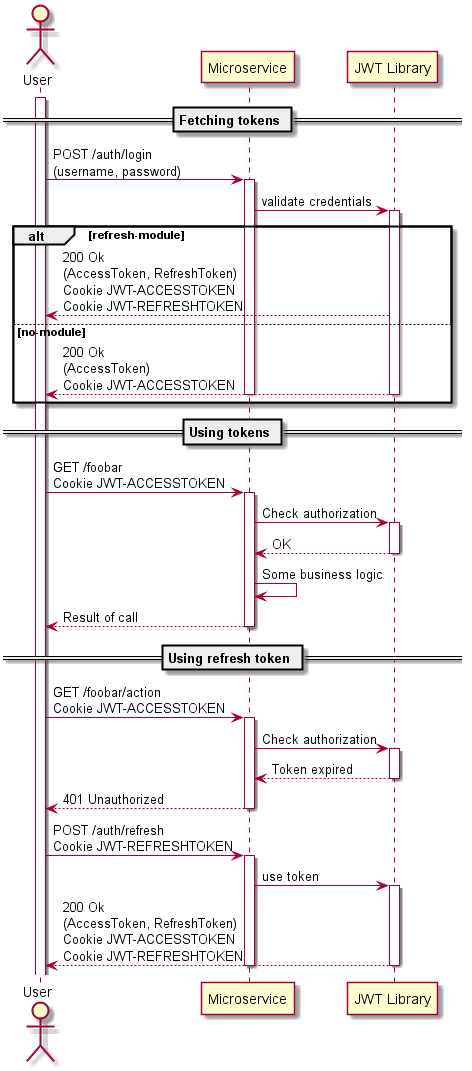 User
Microservice
JWT Library
Fetching tokens
POST /auth/login
(username, password)
validate credentials
alt
[refresh-module]
200 Ok
(AccessToken, RefreshToken)
Cookie JWT-ACCESSTOKEN
Cookie JWT-REFRESHTOKEN
[no-module]
200 Ok
(AccessToken)
Cookie JWT-ACCESSTOKEN
Using tokens
GET /foobar
Cookie JWT-ACCESSTOKEN
Check authorization
OK
Some business logic
Result of call
Using refresh token
GET /foobar/action
Cookie JWT-ACCESSTOKEN
Check authorization
Token expired
401 Unauthorized
POST /auth/refresh
Cookie JWT-REFRESHTOKEN
use token
200 Ok
(AccessToken, RefreshToken)
Cookie JWT-ACCESSTOKEN
Cookie JWT-REFRESHTOKEN
User
Microservice
JWT Library